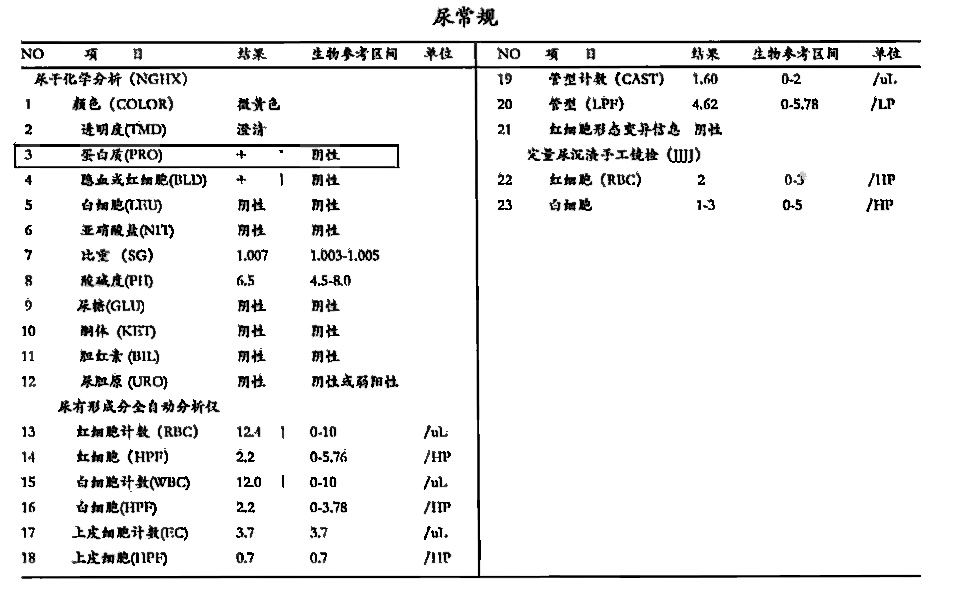 尿常规
NO 项 目 结果 生物参考区间 单位
尿干化学分析（NGHX）
1 颜色（COLOR） 微黄色
2 透明度(TMD) 澄清
3 蛋白质(PRO) + 阴性
4 隐血或红细胞(BLD) + 阴性
5 白细胞(LEU) 阴性 阴性
6 亚硝酸盐(NIT) 阴性 阴性
7 比重（SG） 1.007 1.003-1.005
8 酸碱度(PH) 6.5 4.5-8.0
9 尿糖(GLU) 阴性 阴性
10 酮体（KET) 阴性 阴性
11 胆红素(BIL) 阴性 阴性
12 尿胆原(URO) 阴性 阴性或弱阳性
尿有形成分全自动分析仪
13 红细胞计数（RBC） 12.4 0-10 /uL
14 红细胞（HPF) 2.2 0-5.76 /HP
15 白细胞计数(WBC) 12.0 0-10 /uL
16 白细胞(HPF) 2.2 0-3.78 /HP
17 上皮细胞计数(EC) 3.7 3.7 /uL
18 上皮细胞(HPF) 0.7 0.7 /HP
NO 项 目 结果 生物参考区间 单位
19 管型计数（CAST） 1.60 0-2 /uL
20 管型（LPF） 4.62 0-5.78 /LP
21 红细胞形态变异信息 阴性
定量尿沉渣手工镜检（JJJJ）
22 红细胞（RBC） 2 0-3 /HP
23 白细胞 1-3 0-5 /HP